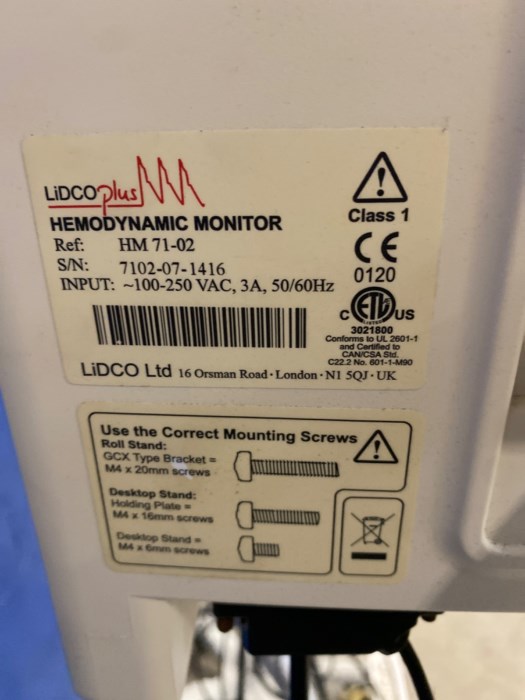 LiDCOplus
HEMODYNAMIC MONITOR
Ref: HM 71-02
S/N: 7102-07-1416
INPUT: ~100-250 VAC, 3A, 50/60Hz
LiDCO Ltd 16 Orsman Road · London · N1 5QJ · UK
Class 1
CE
0120
C ETL US
LISTED
3021800
Conforms to UL 2601-1
and Certified to
CAN/CSA Std.
C22.2 No. 601-1-M90
Use the Correct Mounting Screws
Roll Stand:
GCX Type Bracket =
M4 x 20mm screws
Desktop Stand:
Holding Plate =
M4 x 16mm screws
Desktop Stand =
M4 x 6mm screws